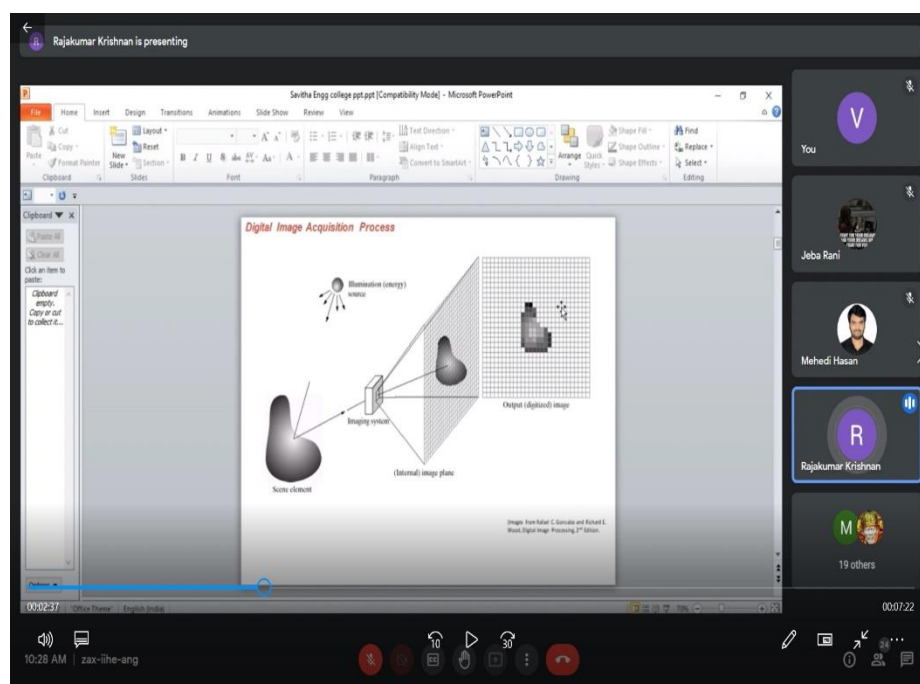 R Rajakumar Krishnan is presenting
Savitha Engg college ppt.ppt [Compatibility Mode] - Microsoft PowerPoint
File Home Insert Design Transitions Animations Slide Show Review View
Cut
Copy
Format Painter
Paste
Clipboard
New Slide
Layout
Reset
Section
Slides
Font
Text Direction
Align Text
Convert to SmartArt
Paragraph
Arrange
Quick Styles
Shape Fill
Shape Outline
Shape Effects
Drawing
Find
Replace
Select
Editing
Clipboard
Paste All
Clear All
Click an item to
paste:
Clipboard
empty.
Copy or cut
to collect it...
Options
Digital Image Acquisition Process
Illumination (energy)
source
Imaging system
Scene element
(Internal) image plane
Output (digitized) image
Images from Rafael C. Gonzalez and Richard E.
Wood, Digital Image Processing, 2nd Edition.
V
You
Jeba Rani
Mehedi Hasan
R
Rajakumar Krishnan
M
19 others
00:02:37
"Office Theme" English (India)
70%
00:07:22
10 30
CC
10:28 AM | zax-iihe-ang
24